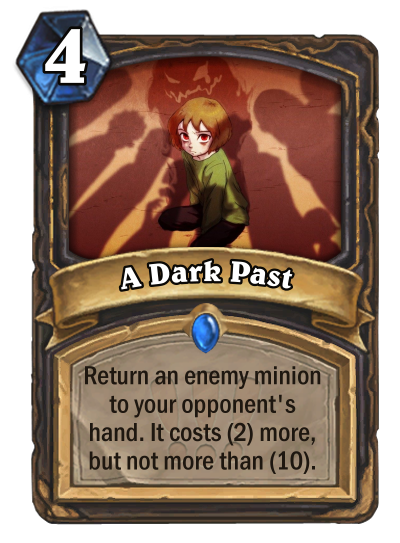 4
A Dark Past
Return an enemy minion
to your opponent's
hand. It costs (2) more,
but not more than (10).